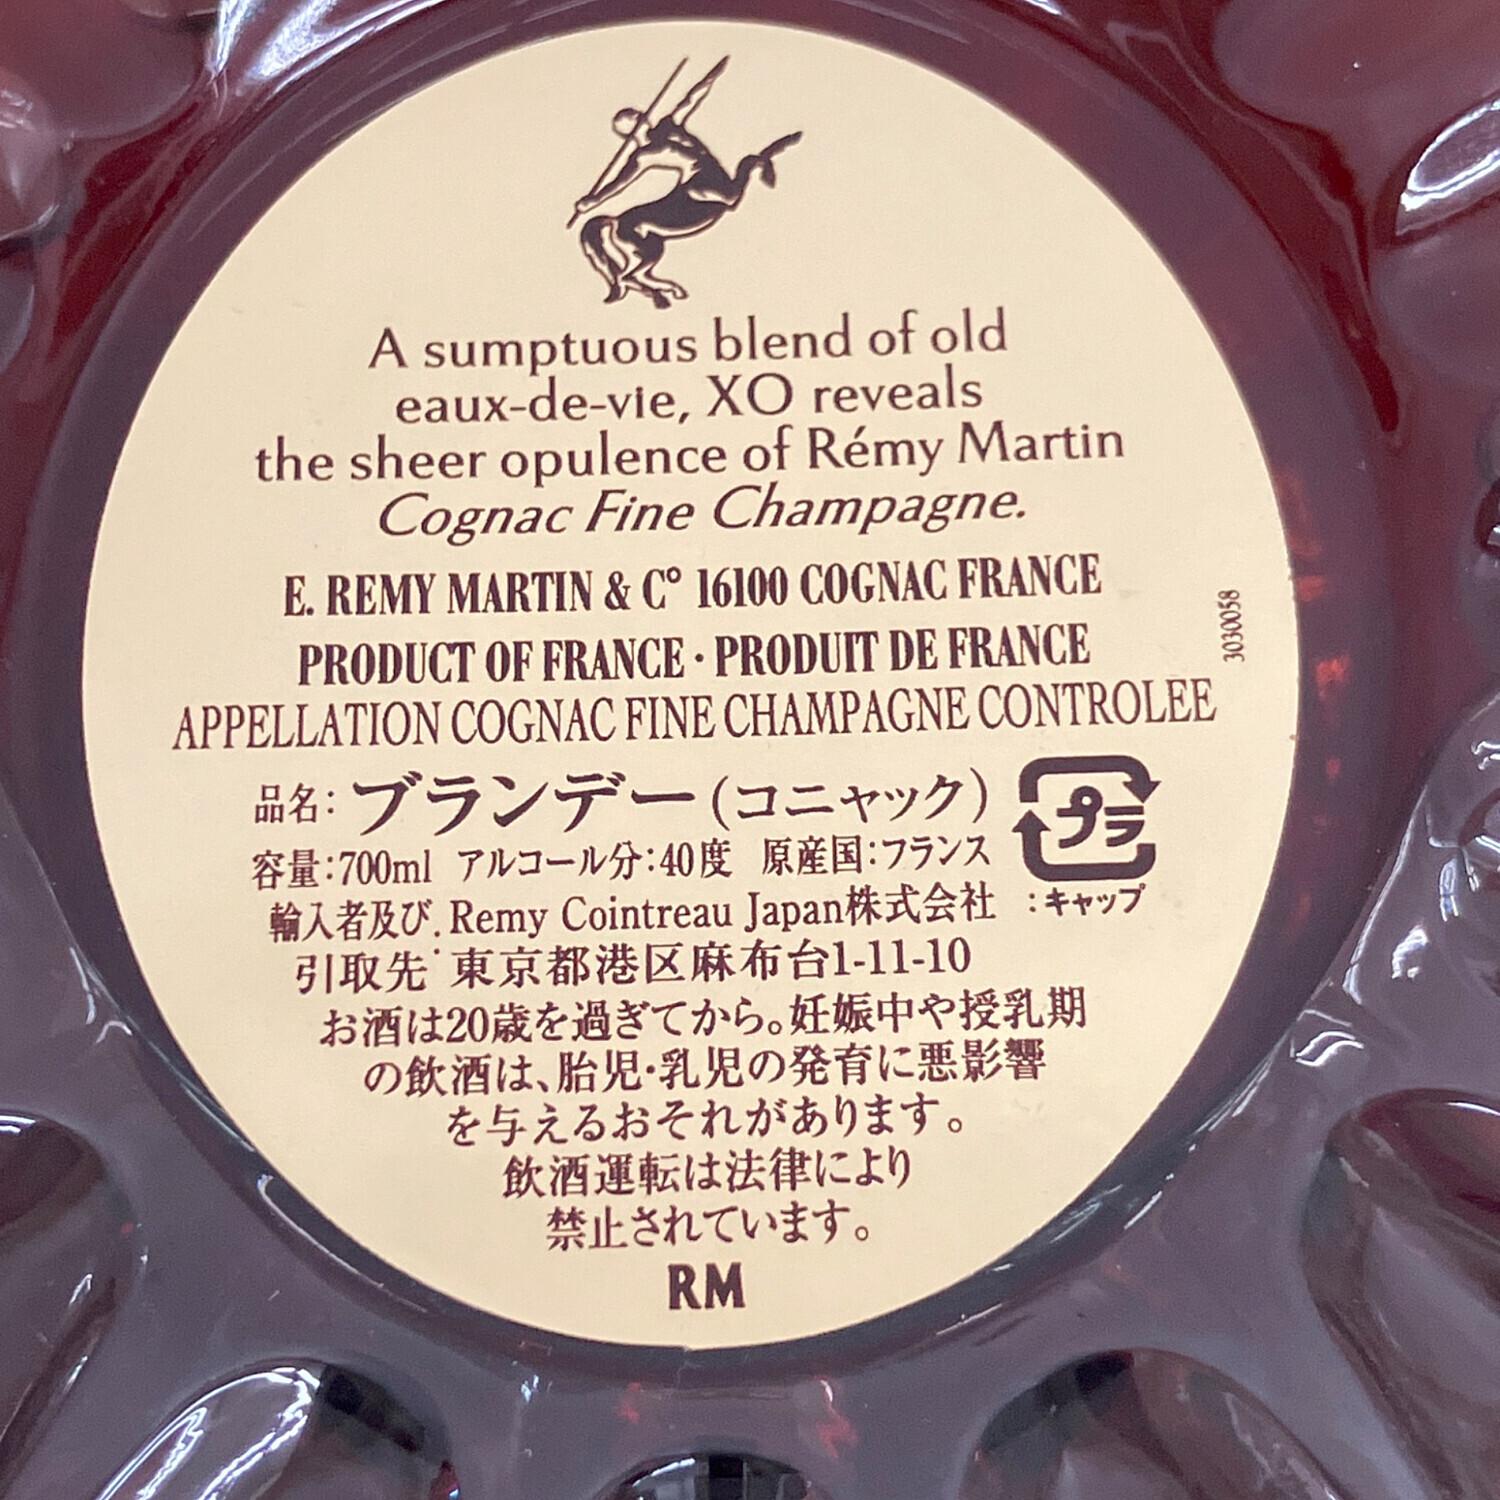 A sumptuous blend of old
eaux-de-vie, XO reveals
the sheer opulence of Rémy Martin
Cognac Fine Champagne.
E. REMY MARTIN & C° 16100 COGNAC FRANCE
PRODUCT OF FRANCE · PRODUIT DE FRANCE
3030058
APPELLATION COGNAC FINE CHAMPAGNE CONTROLEE
品名:ブランデー(コニャック)
プラ
容量:700ml アルコール分:40度 原産国:フランス
:キャップ
輸入者及び Remy Cointreau Japan株式会社
引取先:東京都港区麻布台1-11-10
お酒は20歳を過ぎてから。妊娠中や授乳期
の飲酒は、胎児・乳児の発育に悪影響
を与えるおそれがあります。
飲酒運転は法律により
禁止されています。
RM